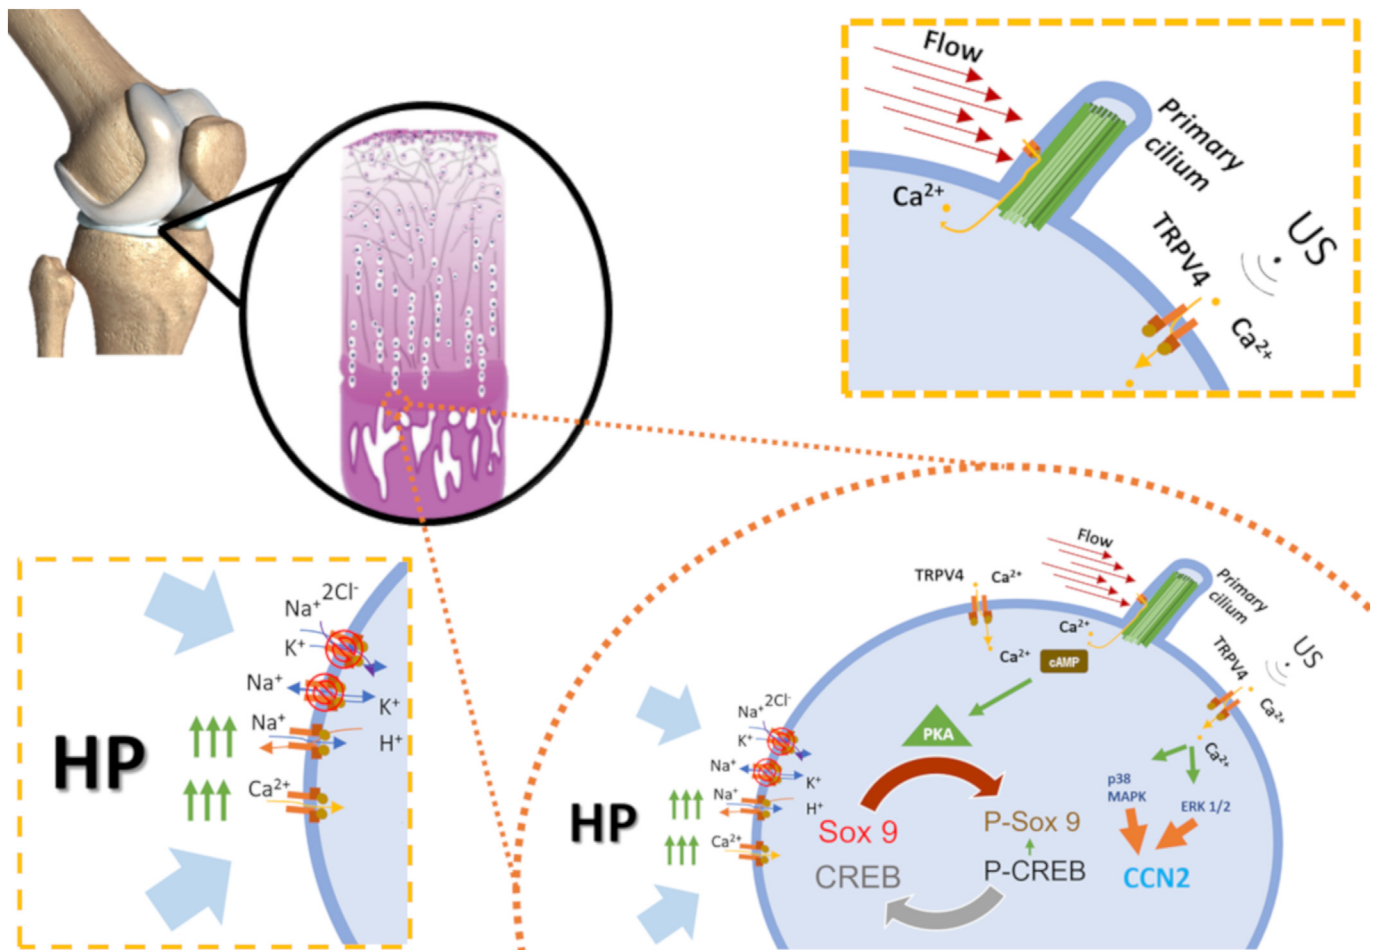 Flow
Primary
cilium
Ca²⁺
TRPV4
US
Ca²⁺
2Cl⁻
Na⁺
K⁺
Na⁺
K⁺
Na⁺
H⁺
HP
Ca²⁺
Flow
TRPV4
Ca²⁺
Primary
cilium
Ca²⁺
Ca²⁺
cAMP
US
TRPV4
Ca²⁺
2Cl⁻
Na⁺
K⁺
PKA
Ca²⁺
Na⁺
K⁺
p38
MAPK
Na⁺
H⁺
ERK 1/2
HP
Sox 9
P-Sox 9
Ca²⁺
CREB
P-CREB
CCN2